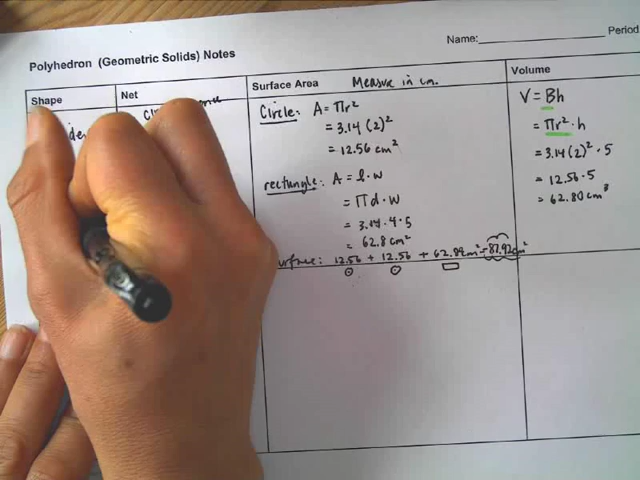 Name:
Period
Polyhedron (Geometric Solids) Notes
Shape
Net
Surface Area Measure in cm.
Circle: A = πr²
= 3.14 (2)²
= 12.56 cm²
rectangle: A = l · w
= πd · w
= 3.14 · 4 · 5
= 62.8 cm²
12.56 + 12.56 + 62.80 cm² = 87.92 cm²
Volume
V = Bh
= πr² · h
= 3.14 (2)² · 5
= 12.56 · 5
= 62.80 cm³